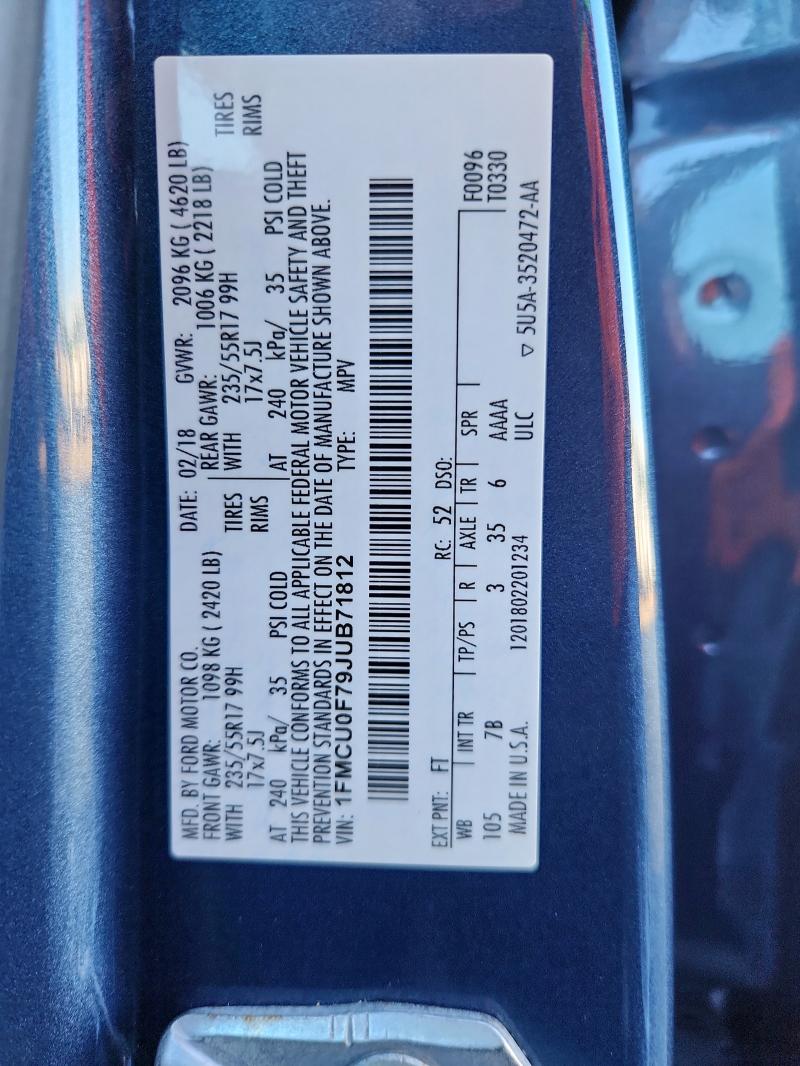 MFD. BY FORD MOTOR CO.
DATE: 02/18 GVWR: 2096 KG ( 4620 LB)
FRONT GAWR: 1098 KG ( 2420 LB)
REAR GAWR: 1006 KG ( 2218 LB)
WITH 235/55R17 99H TIRES
WITH 235/55R17 99H TIRES
17x7.5J RIMS
17x7.5J RIMS
AT 240 kPa/ 35 PSI COLD
AT 240 kPa/ 35 PSI COLD
THIS VEHICLE CONFORMS TO ALL APPLICABLE FEDERAL MOTOR VEHICLE SAFETY AND THEFT
PREVENTION STANDARDS IN EFFECT ON THE DATE OF MANUFACTURE SHOWN ABOVE.
VIN: 1FMCU0F79JUB71812 TYPE: MPV
EXT PNT: FT RC: 52 DSO: F0096
WB INT TR TP/PS R AXLE TR SPR T0330
105 7B 3 35 6 AAAA
MADE IN U.S.A. 1201802201234 ULC ▽ 5U5A-3520472-AA